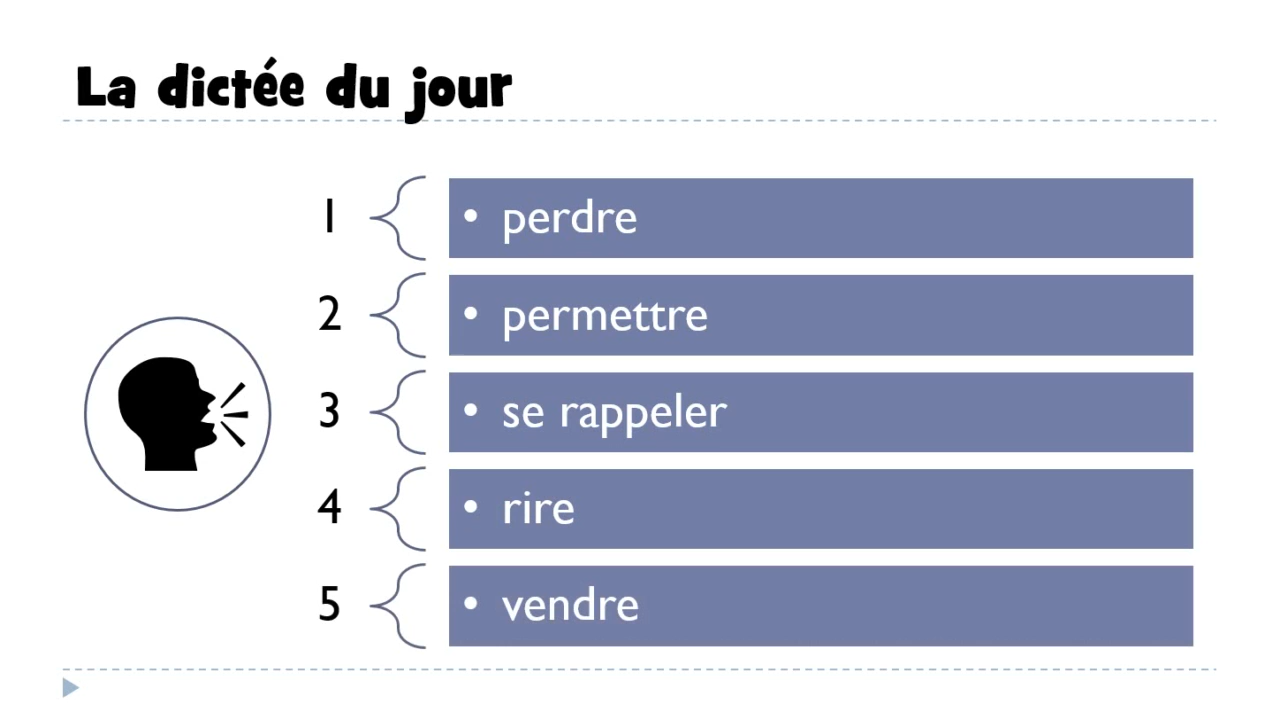 La dictée du jour
1 • perdre
2 • permettre
3 • se rappeler
4 • rire
5 • vendre